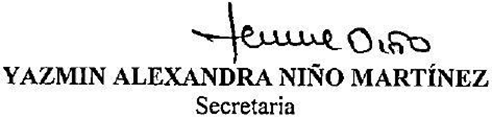 YAZMIN ALEXANDRA NIÑO MARTÍNEZ
Secretaria